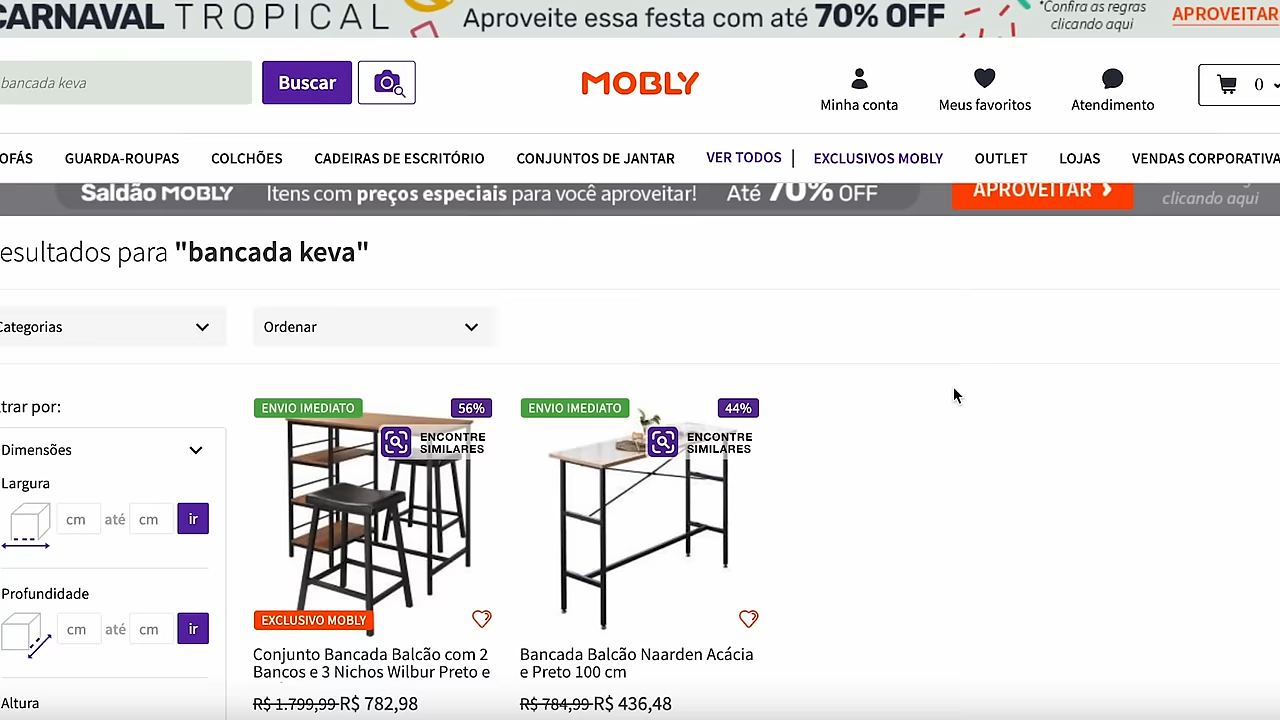 CARNAVAL TROPICAL Aproveite essa festa com até 70% OFF *Confira as regras clicando aqui APROVEITAR
bancada keva Buscar MOBLY Minha conta Meus favoritos Atendimento 0
OFÁS GUARDA-ROUPAS COLCHÕES CADEIRAS DE ESCRITÓRIO CONJUNTOS DE JANTAR VER TODOS | EXCLUSIVOS MOBLY OUTLET LOJAS VENDAS CORPORATIVA
Saldão MOBLY Itens com preços especiais para você aproveitar! Até 70% OFF APROVEITAR clicando aqui
esultados para "bancada keva"
Categorias Ordenar
trar por:
Dimensões
Largura
cm até cm ir
Profundidade
cm até cm ir
Altura
ENVIO IMEDIATO 56%
ENCONTRE
SIMILARES
EXCLUSIVO MOBLY
Conjunto Bancada Balcão com 2
Bancos e 3 Nichos Wilbur Preto e
R$ 1.799,99 R$ 782,98
ENVIO IMEDIATO 44%
ENCONTRE
SIMILARES
Bancada Balcão Naarden Acácia
e Preto 100 cm
R$ 784,99 R$ 436,48